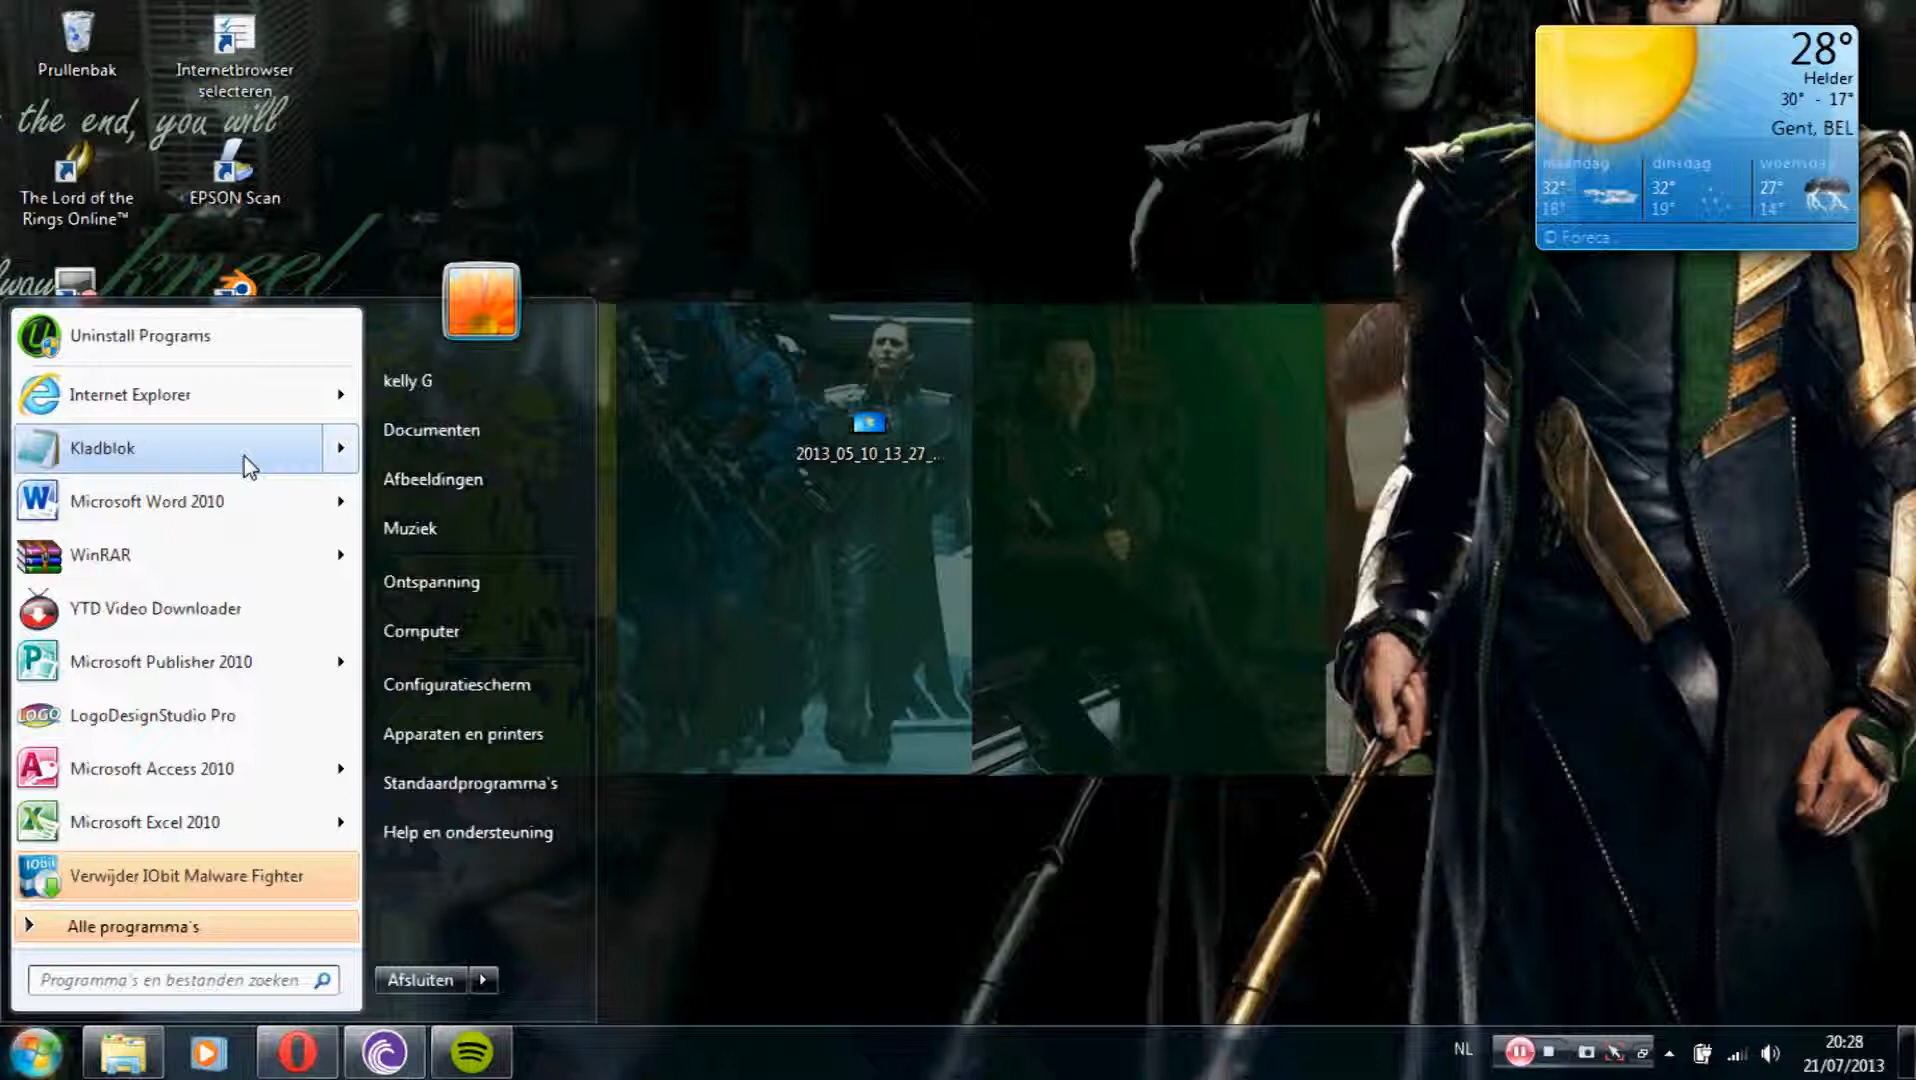 Prullenbak
Internetbrowser
selecteren
the end, you will
The Lord of the
Rings Online™
EPSON Scan
knsel
28°
Helder
30° - 17°
Gent, BEL
maandag
dinsdag
woensdag
32°
32°
27°
18°
19°
14°
© Foreca
Uninstall Programs
Internet Explorer
Kladblok
Microsoft Word 2010
WinRAR
YTD Video Downloader
Microsoft Publisher 2010
LogoDesignStudio Pro
Microsoft Access 2010
Microsoft Excel 2010
Verwijder IObit Malware Fighter
Alle programma's
Programma's en bestanden zoeken
kelly G
Documenten
Afbeeldingen
Muziek
Ontspanning
Computer
Configuratiescherm
Apparaten en printers
Standaardprogramma's
Help en ondersteuning
Afsluiten
2013_05_10_13_27_...
NL
20:28
21/07/2013